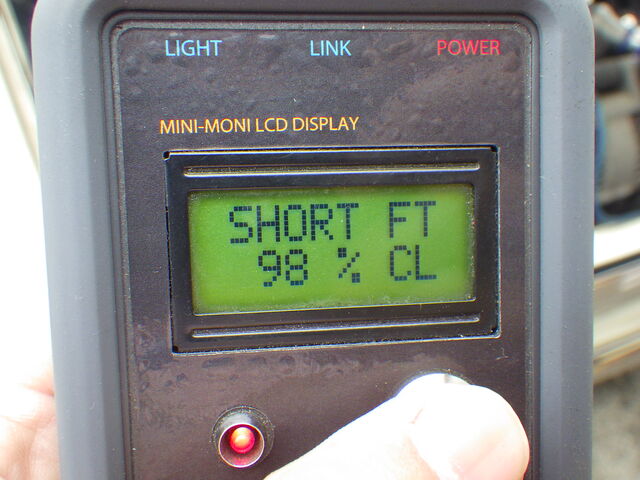 LIGHT LINK POWER
MINI-MONI LCD DISPLAY
SHORT FT
98 % CL